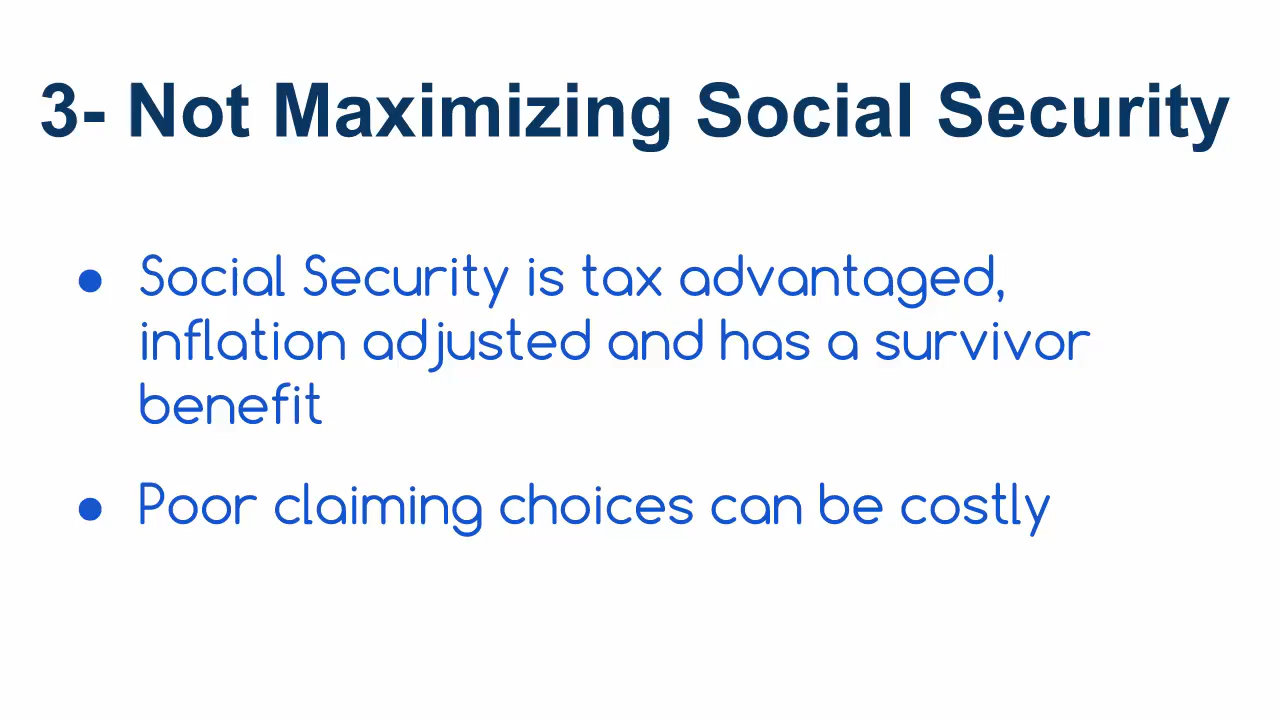 3- Not Maximizing Social Security
● Social Security is tax advantaged,
inflation adjusted and has a survivor
benefit
● Poor claiming choices can be costly